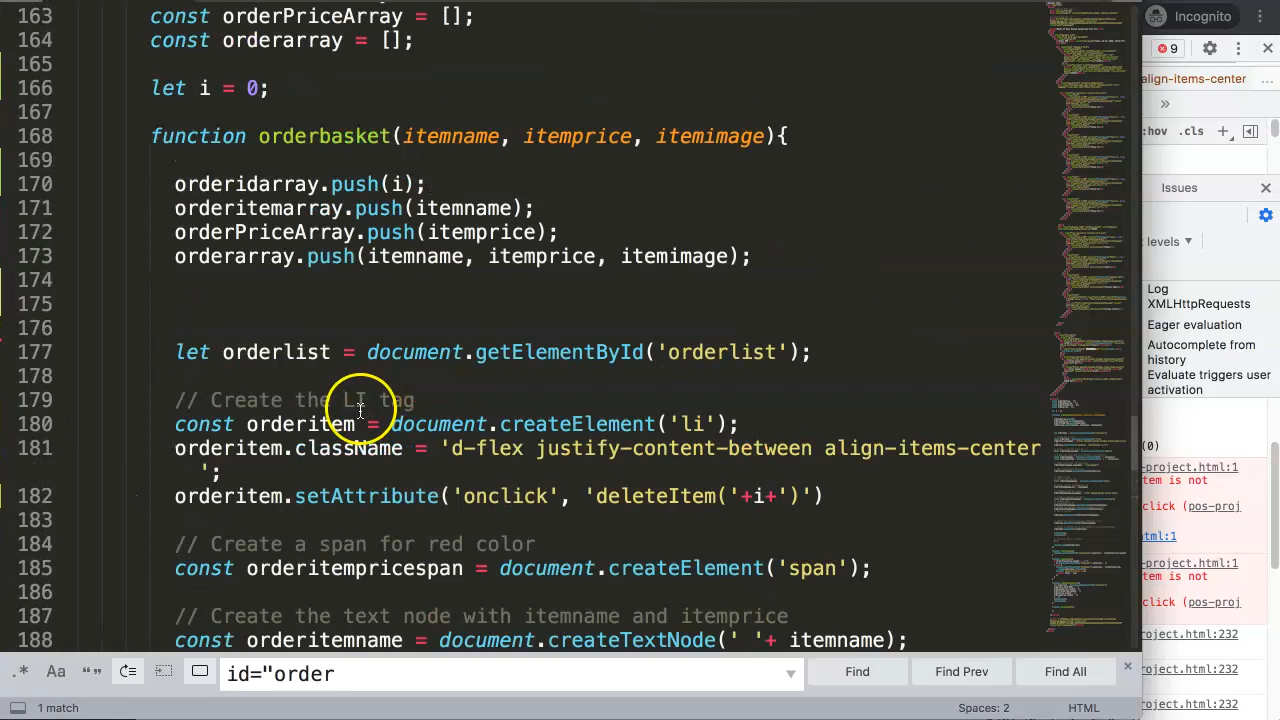 163 const orderPriceArray = [];
164 const orderarray = [];
165
166 let i = 0;
167
168 function orderbasket(itemname, itemprice, itemimage){
169
170 orderidarray.push(i);
171 orderitemarray.push(itemname);
172 orderPriceArray.push(itemprice);
173 orderarray.push(itemname, itemprice, itemimage);
174
175
176
177 let orderlist = document.getElementById('orderlist');
178
179 // Create the LI tag
180 const orderitem = document.createElement('li');
181 orderitem.className = 'd-flex justify-content-between align-items-center
';
182 orderitem.setAttribute('onclick', 'deleteItem('+i+')')
183
184 // Create a span for red color
185 const orderitempricespan = document.createElement('span');
186
187 // Create the text node with itemname and itemprice
188 const orderitemname = document.createTextNode(' '+ itemname);
.* Aa “” id="order Find Find Prev Find All ×
1 match Spaces: 2 HTML
Incognito
9
align-items-center ...
»
:hov .cls +
Issues
levels
Log
XMLHttpRequests
Eager evaluation
Autocomplete from
history
Evaluate triggers user
activation
(0)
-project.html:1
tem is not
click (pos-project
html:1
-project.html:1
tem is not
click (pos-proj
roject.html:232
roject.html:232
roject.html:232